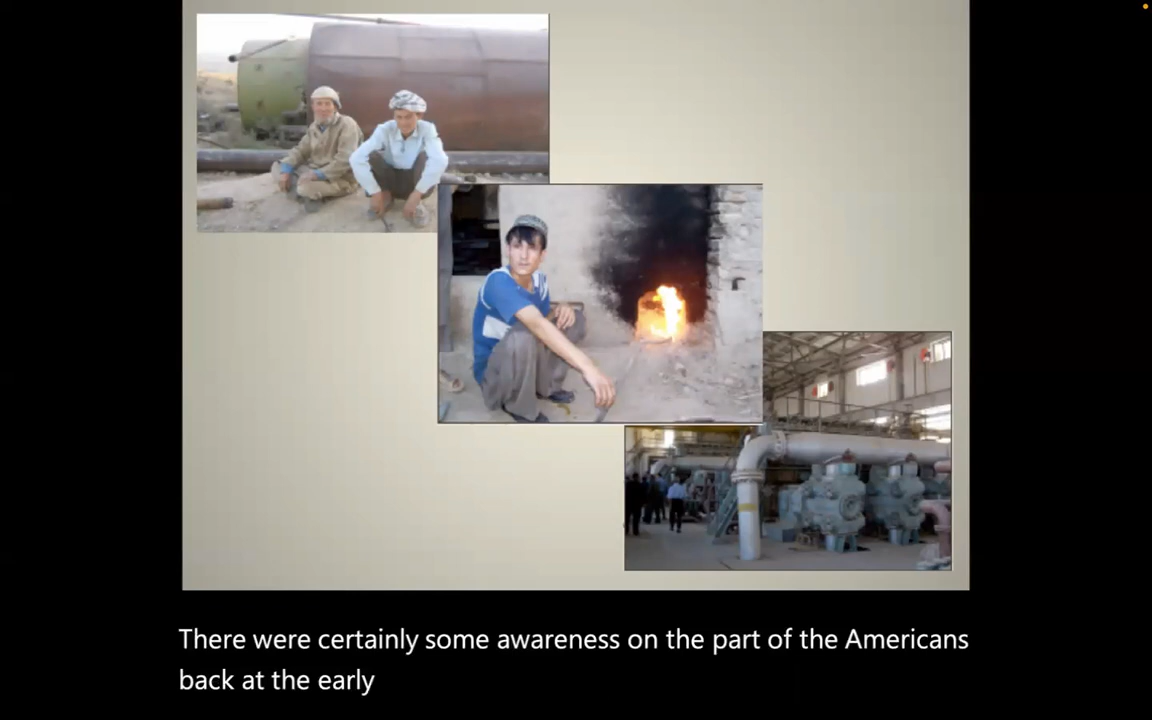 There were certainly some awareness on the part of the Americans
back at the early